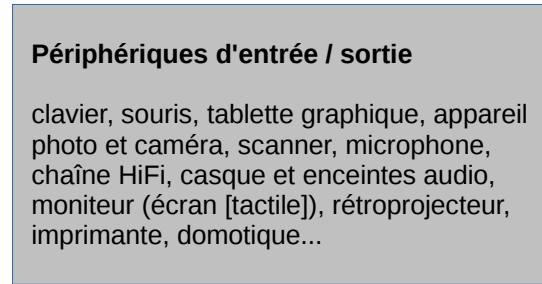 Périphériques d'entrée / sortie
clavier, souris, tablette graphique, appareil
photo et caméra, scanner, microphone,
chaîne HiFi, casque et enceintes audio,
moniteur (écran [tactile]), rétroprojecteur,
imprimante, domotique...